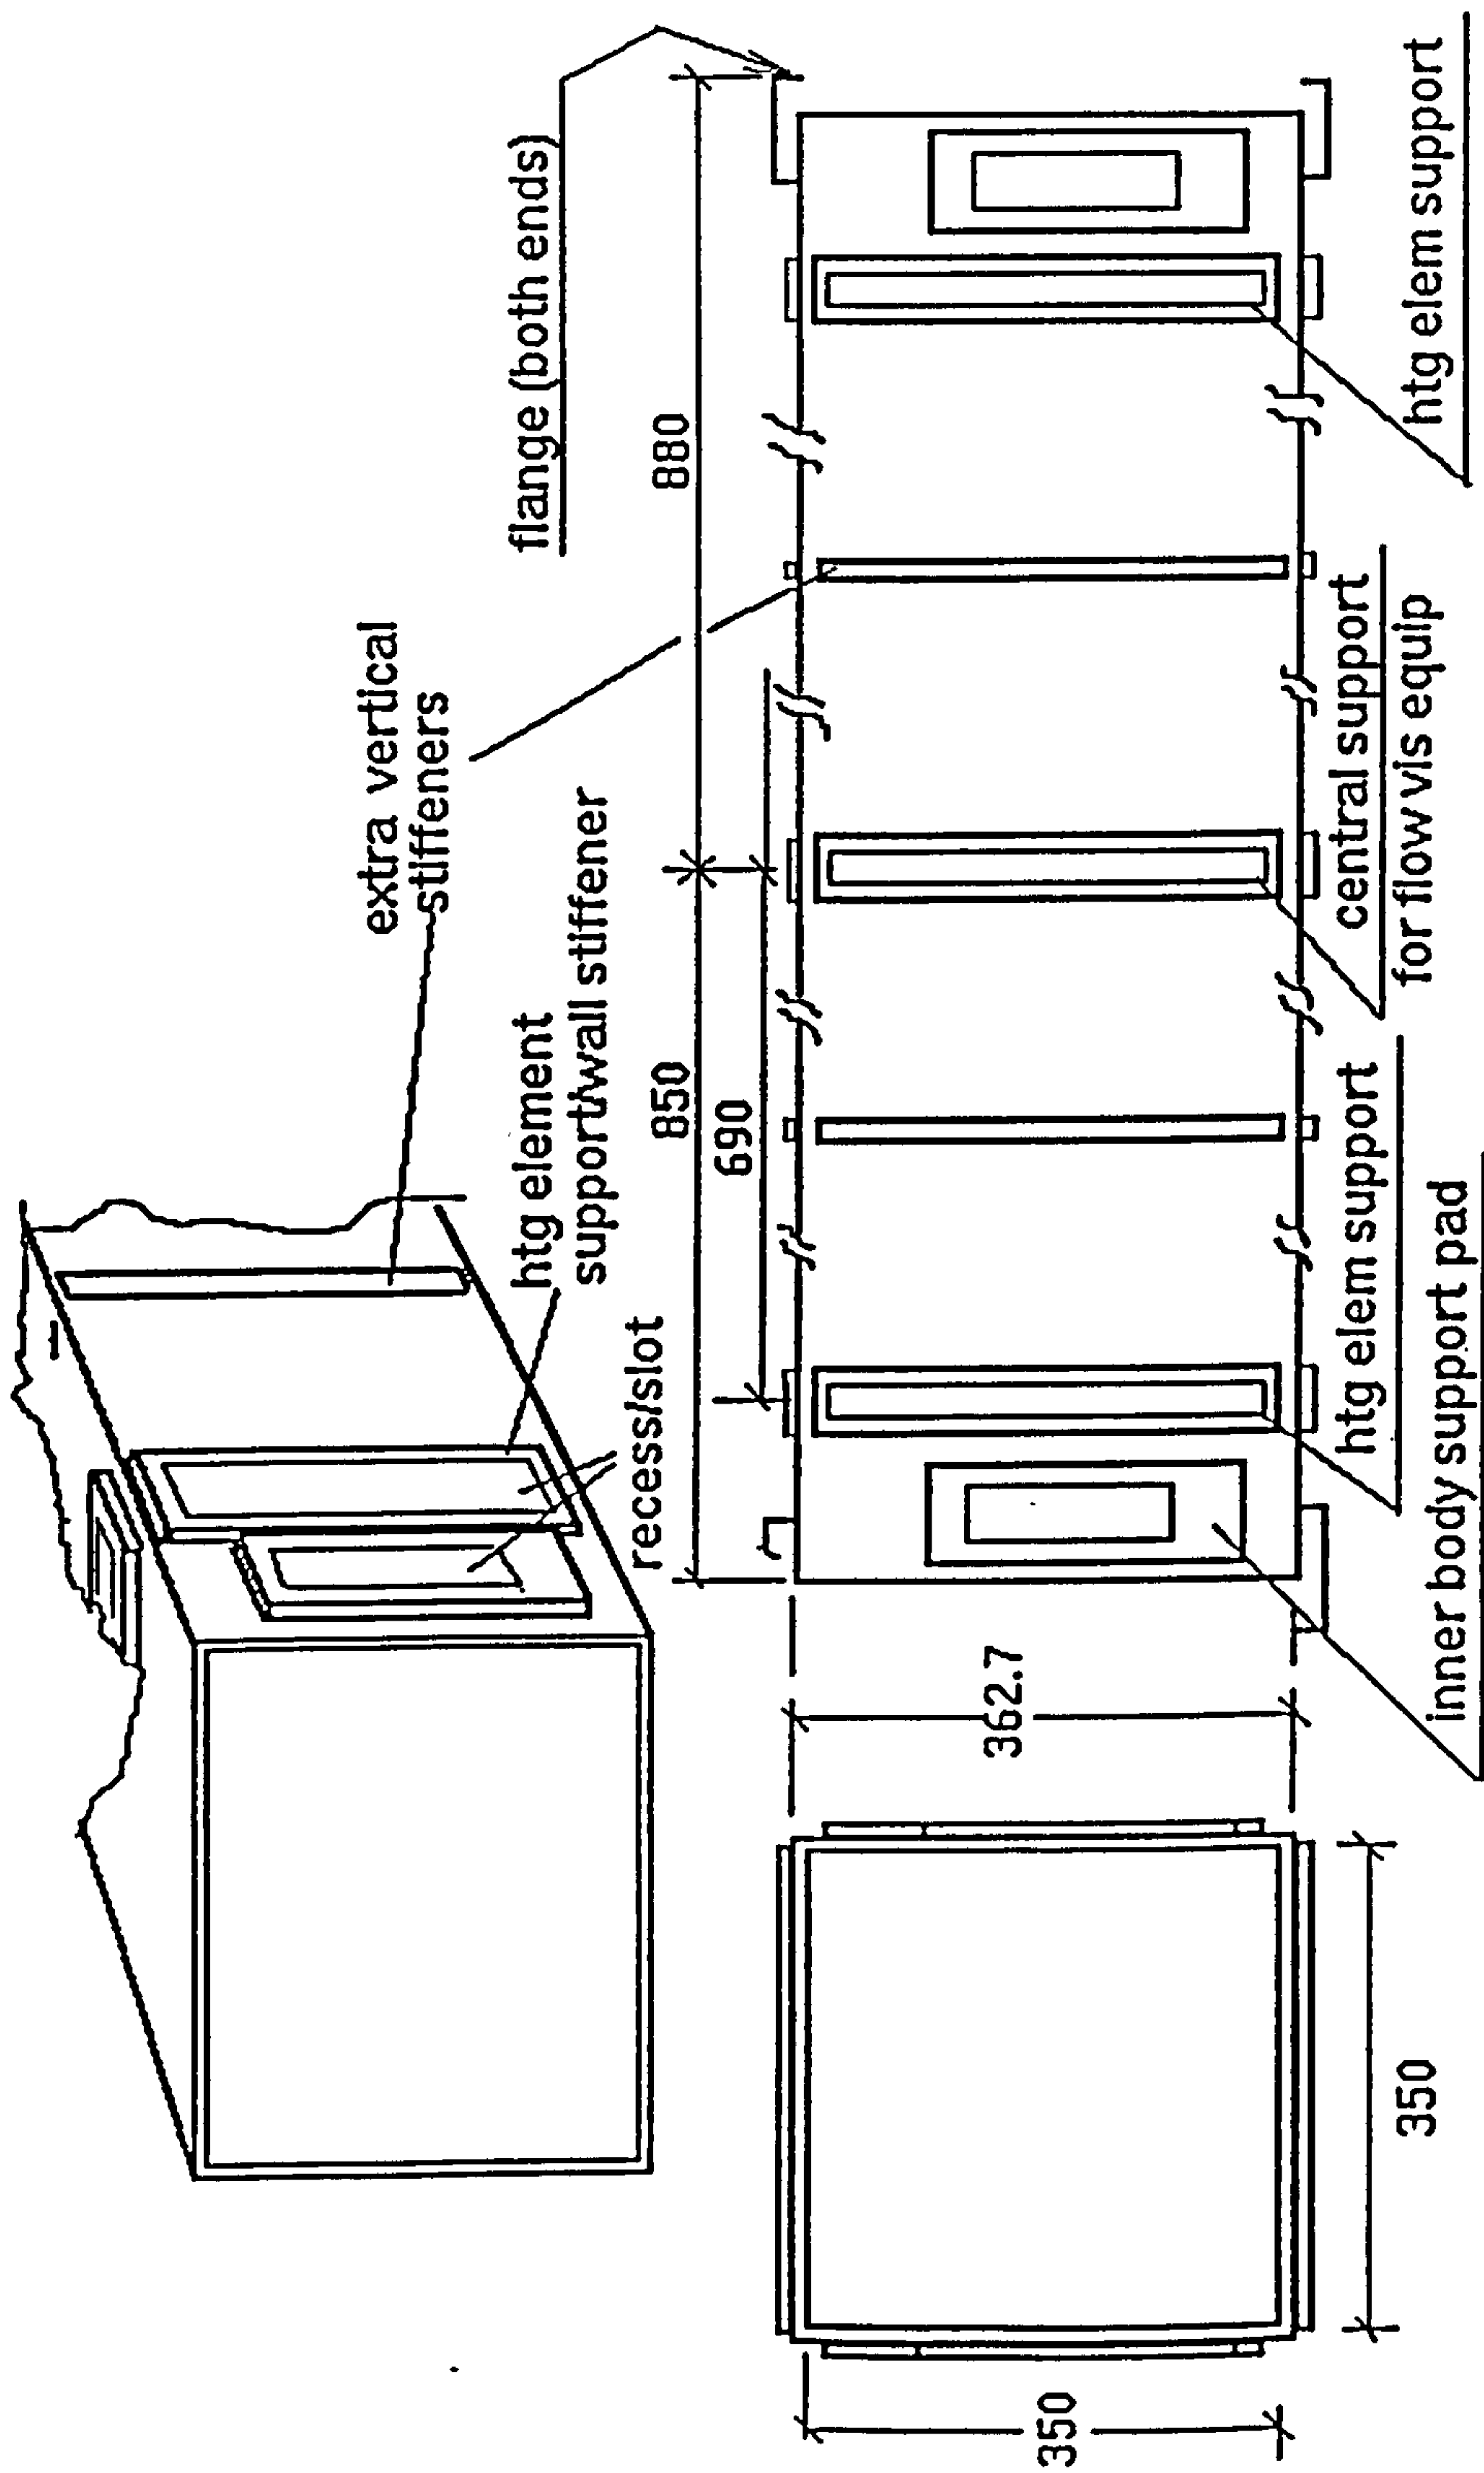 extra vertical
stiffeners
flange (both ends)
htg element
support/wall stiffener
recess/slot
850
880
690
362.7
350
350
htg elem support
central support
for flow vis equip
htg elem support
inner body support pad